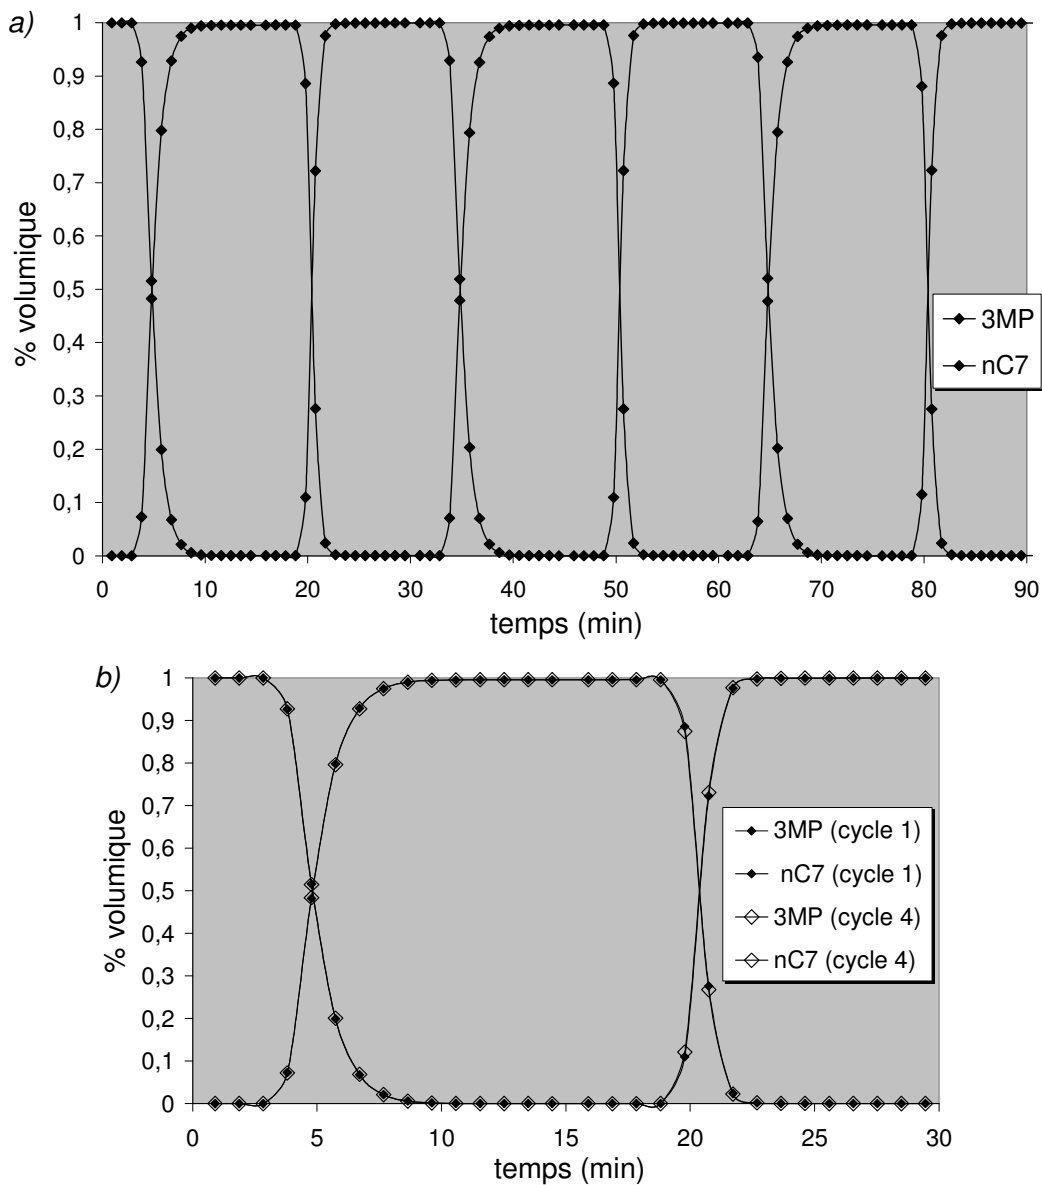 a)
1
0,9
0,8
0,7
0,6
0,5
0,4
0,3
0,2
0,1
0
% volumique
0 10 20 30 40 50 60 70 80 90
temps (min)
3MP
nC7
b)
1
0,9
0,8
0,7
0,6
0,5
0,4
0,3
0,2
0,1
0
% volumique
0 5 10 15 20 25 30
temps (min)
3MP (cycle 1)
nC7 (cycle 1)
3MP (cycle 4)
nC7 (cycle 4)